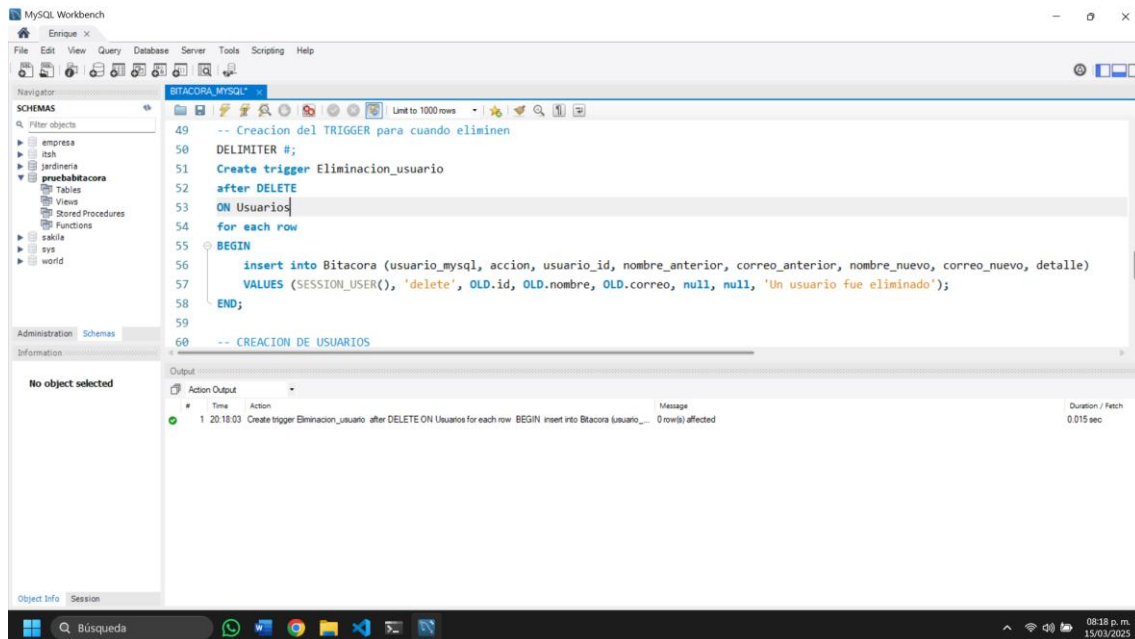 MySQL Workbench
Enrique
File Edit View Query Database Server Tools Scripting Help
Navigator
SCHEMAS
Filter objects
empresa
itsh
jardineria
pruebabitacora
Tables
Views
Stored Procedures
Functions
sakila
sys
world
Administration Schemas
Information
No object selected
Object Info Session
BITACORA_MYSQL*
Limit to 1000 rows
49 -- Creacion del TRIGGER para cuando eliminen
50 DELIMITER #;
51 Create trigger Eliminacion_usuario
52 after DELETE
53 ON Usuarios
54 for each row
55 BEGIN
56 insert into Bitacora (usuario_mysql, accion, usuario_id, nombre_anterior, correo_anterior, nombre_nuevo, correo_nuevo, detalle)
57 VALUES (SESSION_USER(), 'delete', OLD.id, OLD.nombre, OLD.correo, null, null, 'Un usuario fue eliminado');
58 END;
59
60 -- CREACION DE USUARIOS
Output
Action Output
# Time Action Message Duration / Fetch
1 20:18:03 Create trigger Eliminacion_usuario after DELETE ON Usuarios for each row BEGIN insert into Bitacora (usuario_... 0 row(s) affected 0.015 sec
Búsqueda
08:18 p. m.
15/03/2025